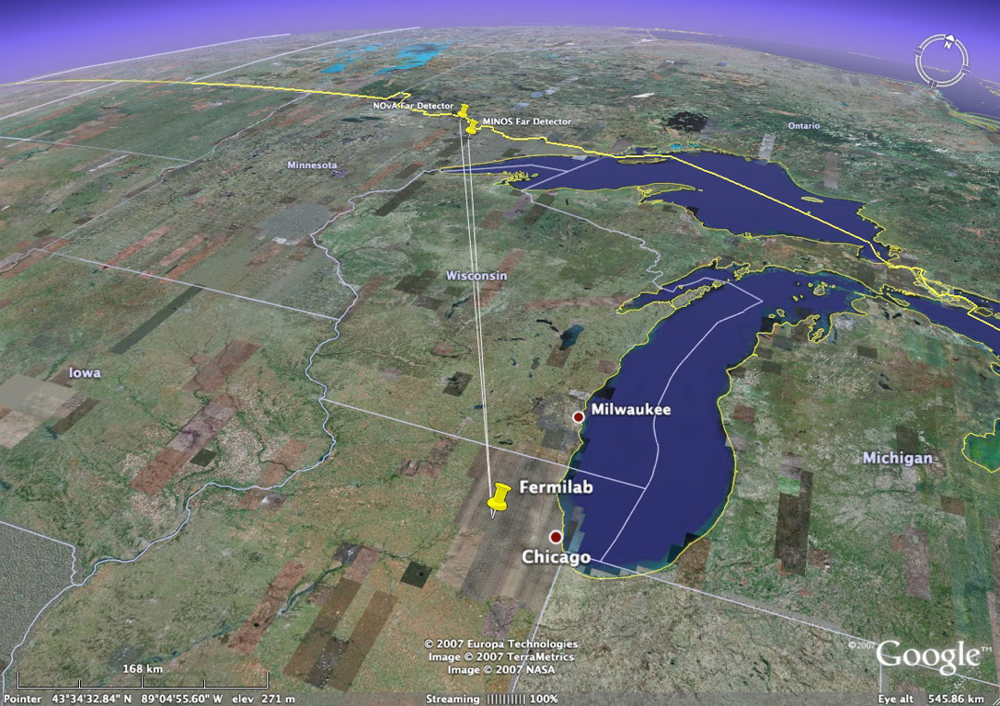 N
NOvA Far Detector
MINOS Far Detector
Ontario
Minnesota
Wisconsin
Iowa
Milwaukee
Michigan
Fermilab
Chicago
© 2007 Europa Technologies
Image © 2007 TerraMetrics
Image © 2007 NASA
©2007 Google™
168 km
Pointer 43°34'32.84" N 89°04'55.60" W elev 271 m
Streaming 100%
Eye alt 545.86 km